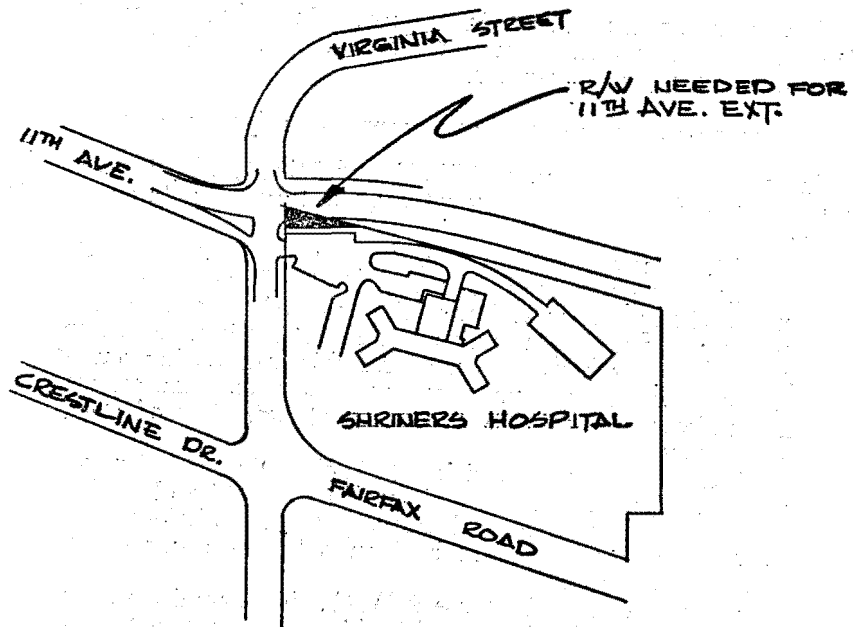 VIRGINIA STREET
R/W NEEDED FOR
11TH AVE. EXT.
11TH AVE.
SHRINERS HOSPITAL
CRESTLINE DR.
FAIRFAX ROAD